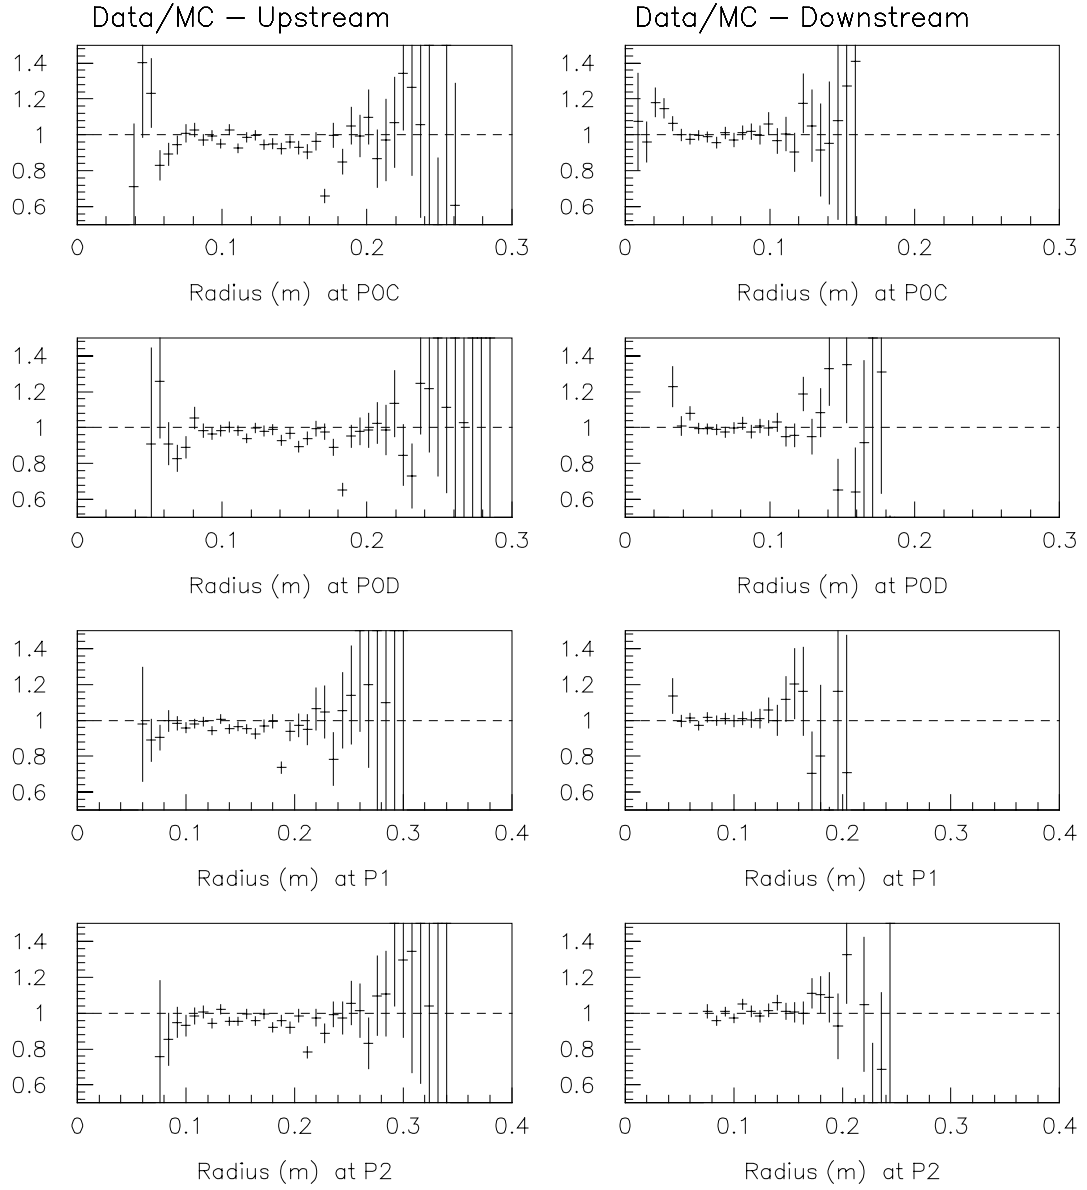 Data/MC – Upstream
Data/MC – Downstream
1.4
1.2
1
0.8
0.6
0 0.1 0.2 0.3
Radius (m) at P0C
1.4
1.2
1
0.8
0.6
0 0.1 0.2 0.3
Radius (m) at P0C
1.4
1.2
1
0.8
0.6
0 0.1 0.2 0.3
Radius (m) at P0D
1.4
1.2
1
0.8
0.6
0 0.1 0.2 0.3
Radius (m) at P0D
1.4
1.2
1
0.8
0.6
0 0.1 0.2 0.3 0.4
Radius (m) at P1
1.4
1.2
1
0.8
0.6
0 0.1 0.2 0.3 0.4
Radius (m) at P1
1.4
1.2
1
0.8
0.6
0 0.1 0.2 0.3 0.4
Radius (m) at P2
1.4
1.2
1
0.8
0.6
0 0.1 0.2 0.3 0.4
Radius (m) at P2